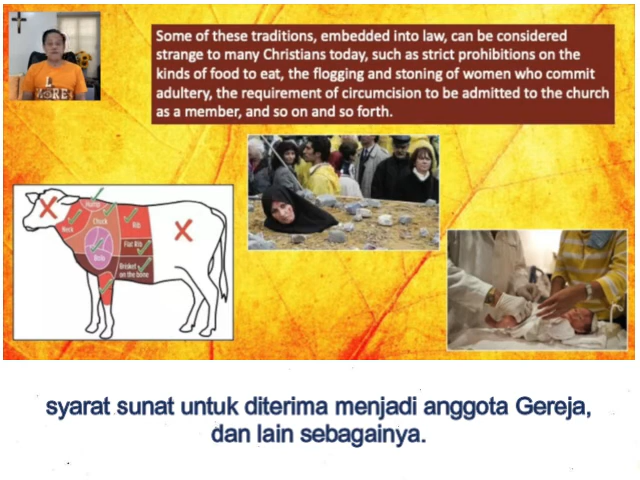 Some of these traditions, embedded into law, can be considered
strange to many Christians today, such as strict prohibitions on the
kinds of food to eat, the flogging and stoning of women who commit
adultery, the requirement of circumcision to be admitted to the church
as a member, and so on and so forth.
Neck
Chuck
Rib
Flat Rib
Brisket
on the bone
syarat sunat untuk diterima menjadi anggota Gereja,
dan lain sebagainya.